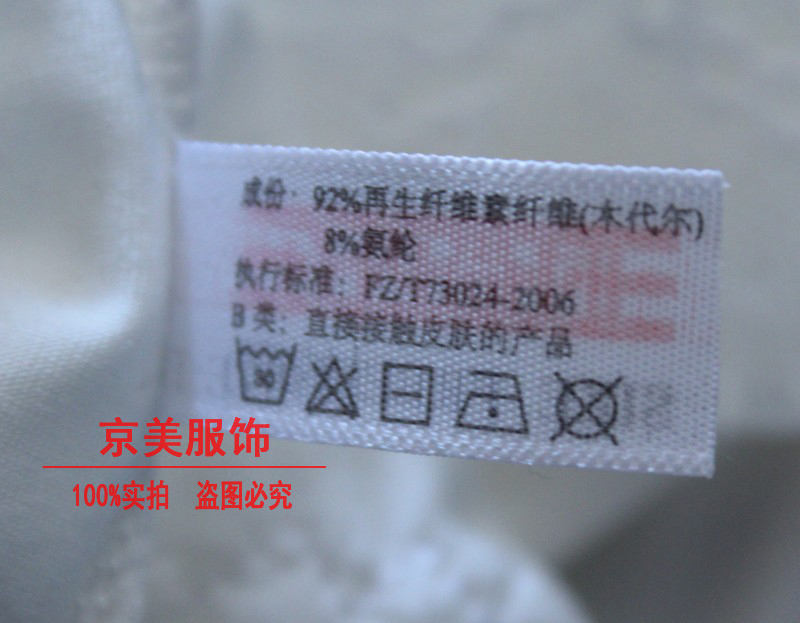 成份：92%再生纤维素纤维(木代尔)
8%氨纶
执行标准：FZ/T73024-2006
B类：直接接触皮肤的产品
30
京美服饰
100%实拍 盗图必究